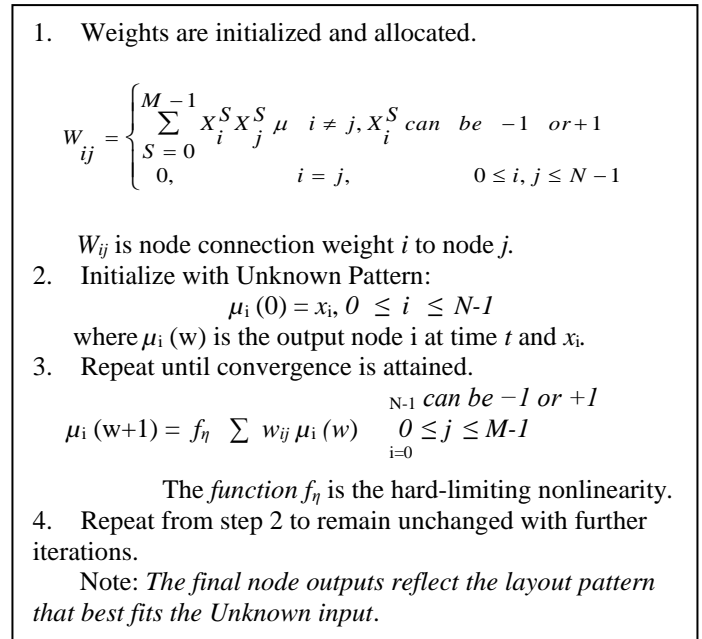 1. Weights are initialized and allocated.
W_ij = { M − 1 ∑ S = 0 X_i^S X_j^S μ i ≠ j, X_i^S can be −1 or+1
0, i = j, 0 ≤ i, j ≤ N − 1
W_ij is node connection weight i to node j.
2. Initialize with Unknown Pattern:
μ_i (0) = x_i, 0 ≤ i ≤ N-1
where μ_i (w) is the output node i at time t and x_i.
3. Repeat until convergence is attained.
N-1 can be −1 or +1
μ_i (w+1) = f_η ∑ w_ij μ_i (w) 0 ≤ j ≤ M-1
i=0
The function f_η is the hard-limiting nonlinearity.
4. Repeat from step 2 to remain unchanged with further
iterations.
Note: The final node outputs reflect the layout pattern
that best fits the Unknown input.